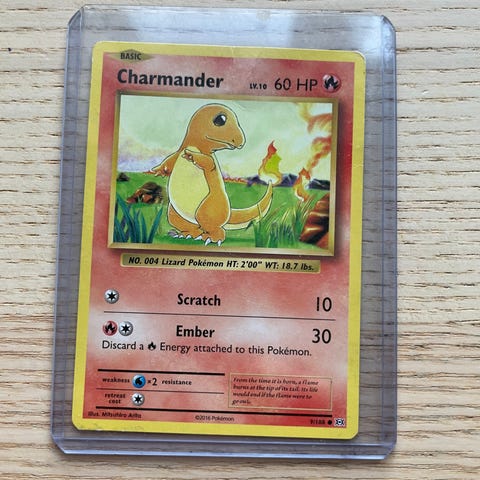 BASIC
Charmander LV.10 60 HP
NO. 004 Lizard Pokémon HT: 2'00" WT: 18.7 lbs.
Scratch 10
Ember 30
Discard a Energy attached to this Pokémon.
weakness ×2 resistance
retreat
cost
From the time it is born, a flame
burns at the tip of its tail. Its life
would end if the flame were to
go out.
Illus. Mitsuhiro Arita
©2016 Pokémon
9/108